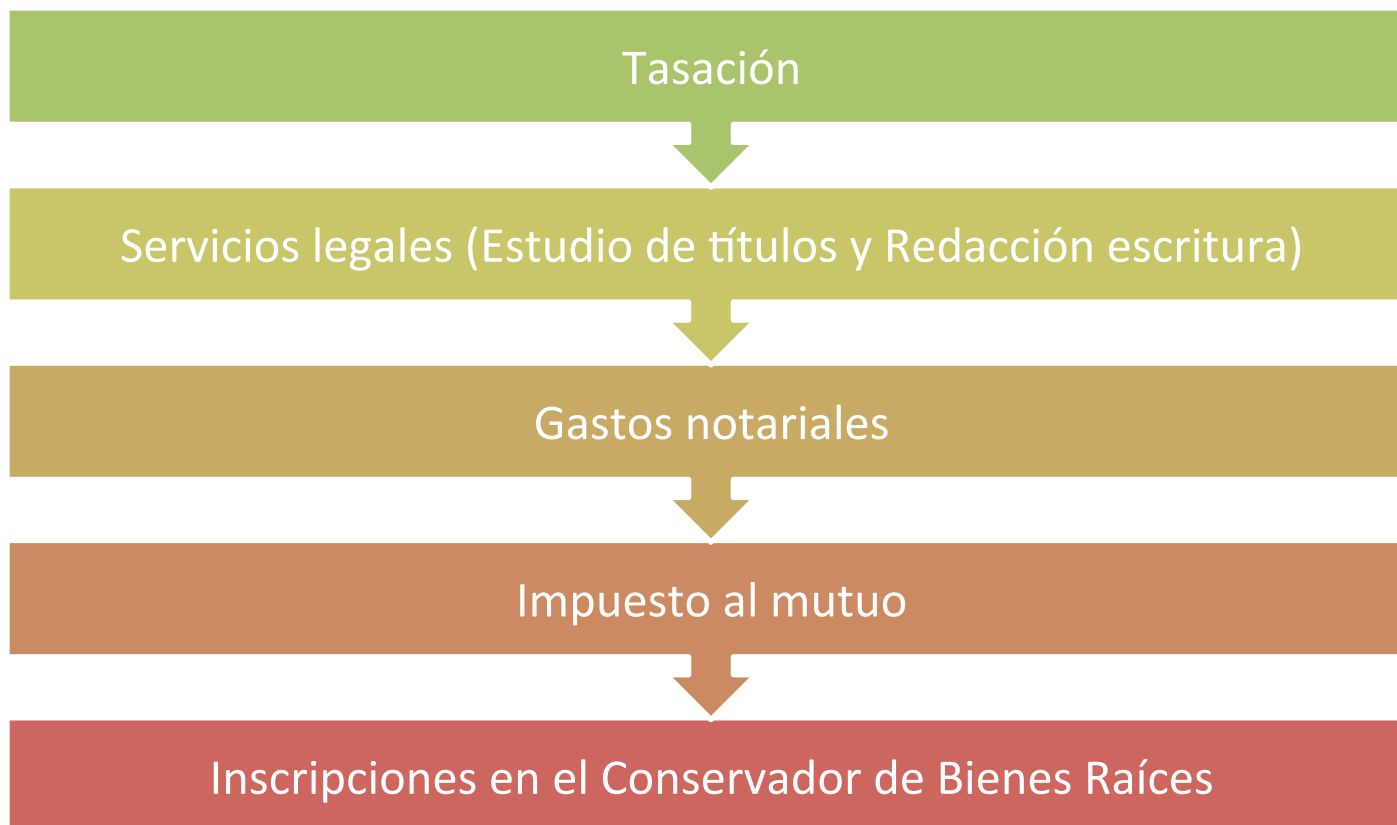 Tasación
Servicios legales (Estudio de títulos y Redacción escritura)
Gastos notariales
Impuesto al mutuo
Inscripciones en el Conservador de Bienes Raíces